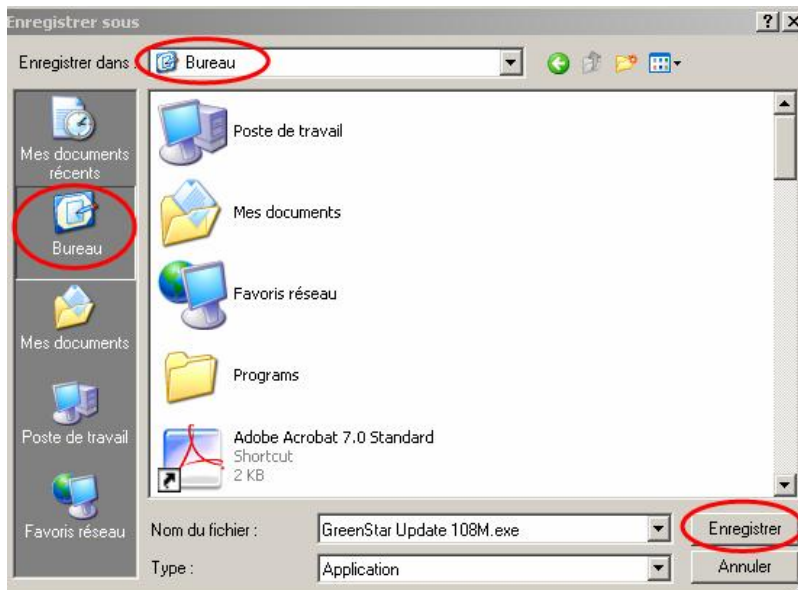 Enregistrer sous
Enregistrer dans :
Bureau
Mes documents
récents
Bureau
Mes documents
Poste de travail
Favoris réseau
Poste de travail
Mes documents
Favoris réseau
Programs
Adobe Acrobat 7.0 Standard
Shortcut
2 KB
Nom du fichier :
GreenStar Update 108M.exe
Enregistrer
Type :
Application
Annuler